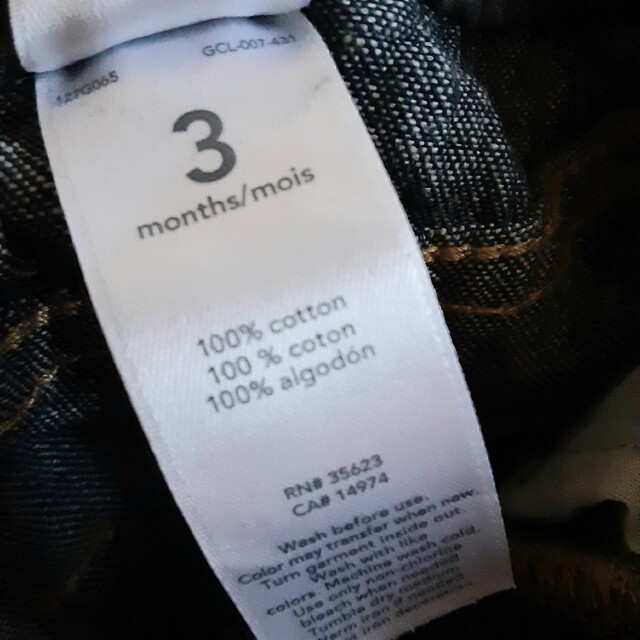 GCL-007-431
127G065
3
months/mois
100% cotton
100 % coton
100% algodón
RN# 35623
CA# 14974
Wash before use.
Color may transfer when new.
Turn garment inside out.
Wash with like
colors. Machine wash cold.
Use only non
when